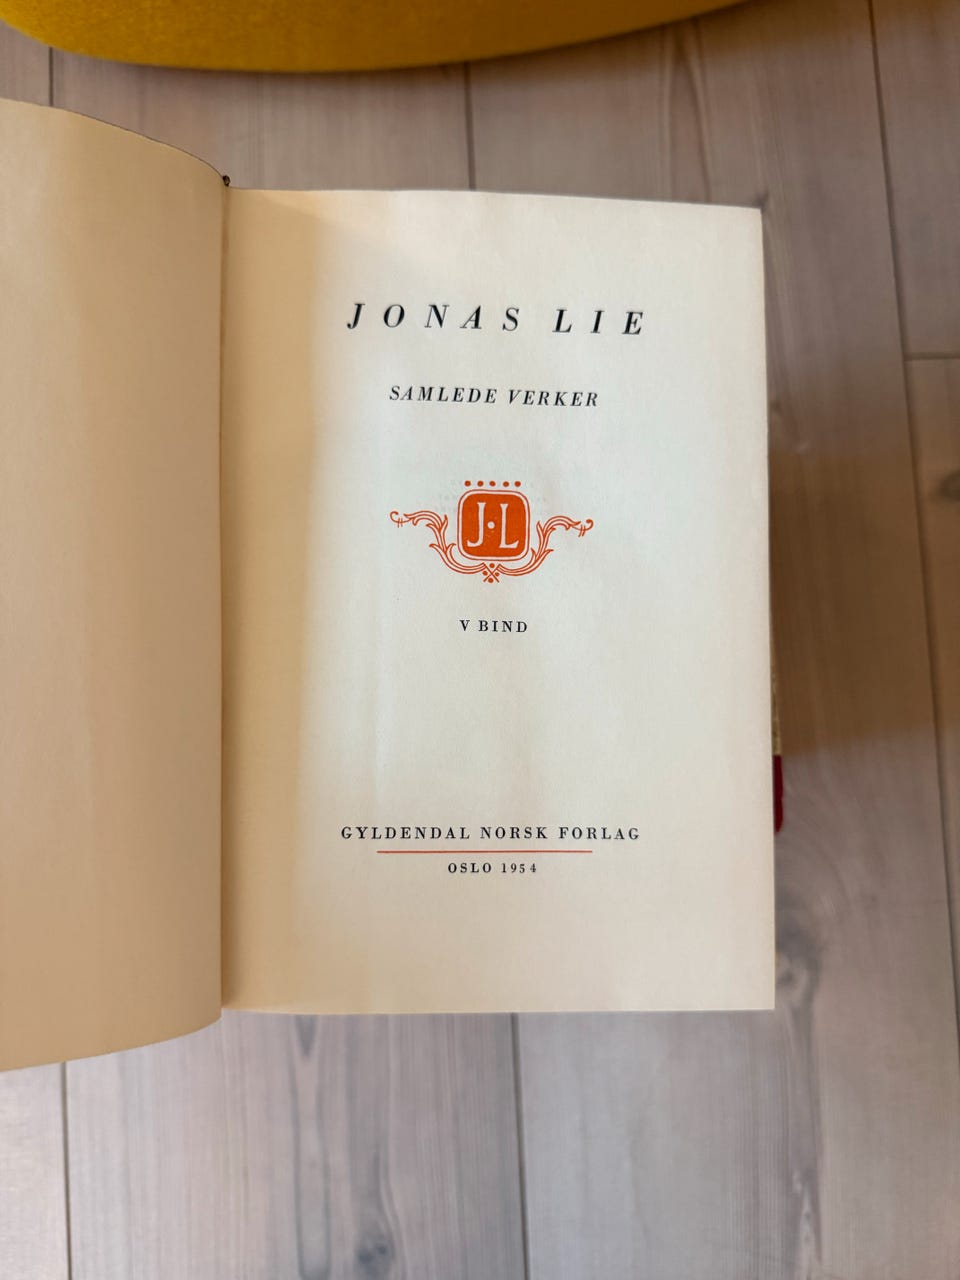 JONAS LIE
SAMLEDE VERKER
J·L
V BIND
GYLDENDAL NORSK FORLAG
OSLO 1954